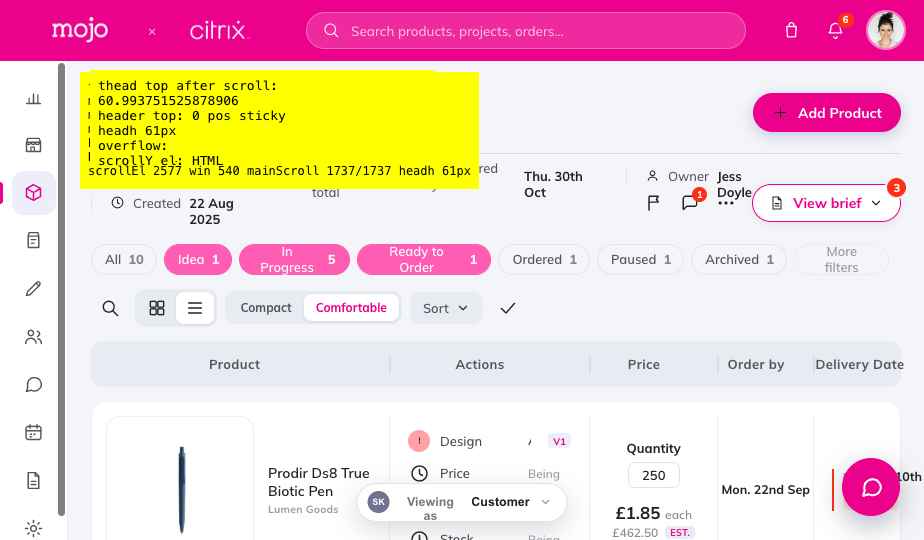 mojo
×
citrix
Search products, projects, orders...
6
thead top after scroll:
60.993751525878906
header top: 0 pos sticky
headh 61px
overflow:
scrollY el: HTML
scrollEl 2577 win 540 mainScroll 1737/1737 headh 61px
Add Product
total
Created
22 Aug
2025
Thu. 30th
Oct
Owner
Jess
Doyle
1
View brief
3
All 10
Idea 1
In
Progress 5
Ready to
Order 1
Ordered 1
Paused 1
Archived 1
More
filters
Compact
Comfortable
Sort
Product
Actions
Price
Order by
Delivery Date
Prodir Ds8 True
Biotic Pen
Lumen Goods
!
Design
V1
Price
Being
Stock
Being
Quantity
250
£1.85 each
£462.50 EST.
Mon. 22nd Sep
10th
SK
Viewing
as
Customer